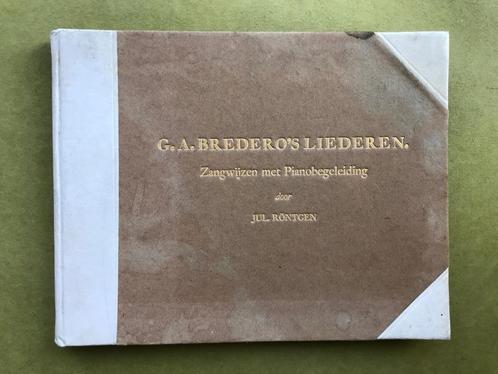 G. A. BREDERO'S LIEDEREN.
Zangwijzen met Pianobegeleiding
door
JUL. RÖNTGEN